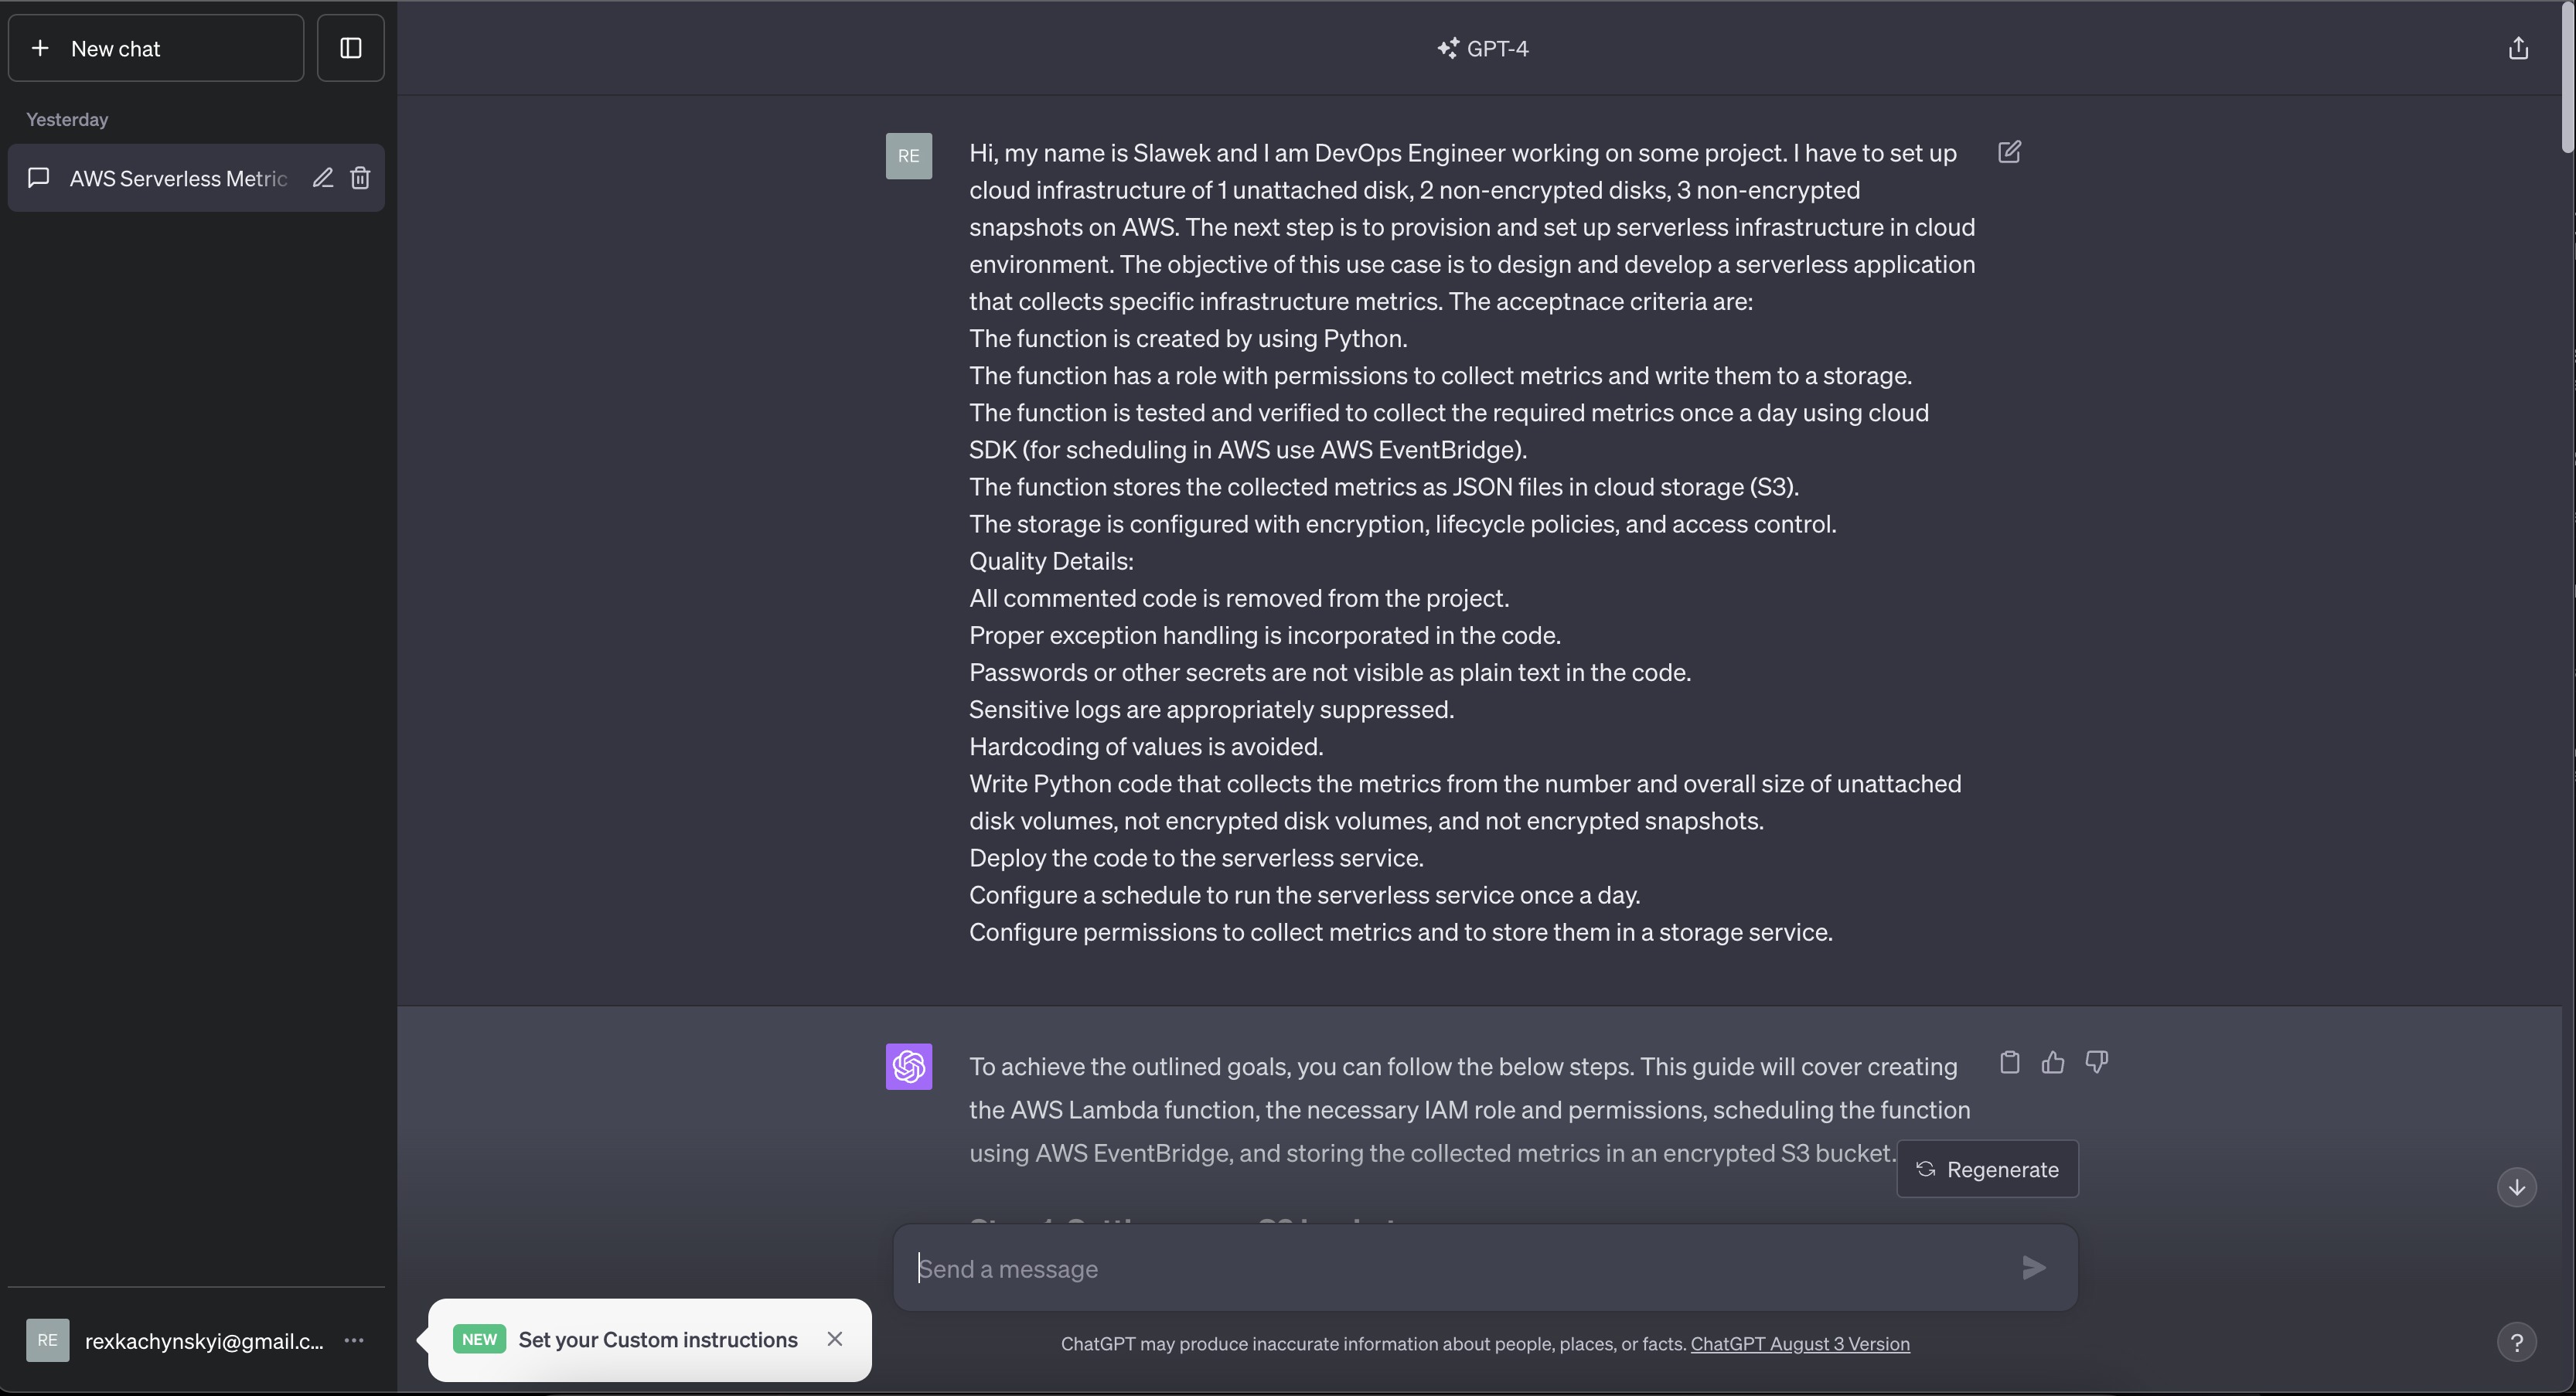 New chat
Yesterday
AWS Serverless Metric
GPT-4
RE
Hi, my name is Slawek and I am DevOps Engineer working on some project. I have to set up
cloud infrastructure of 1 unattached disk, 2 non-encrypted disks, 3 non-encrypted
snapshots on AWS. The next step is to provision and set up serverless infrastructure in cloud
environment. The objective of this use case is to design and develop a serverless application
that collects specific infrastructure metrics. The acceptnace criteria are:
The function is created by using Python.
The function has a role with permissions to collect metrics and write them to a storage.
The function is tested and verified to collect the required metrics once a day using cloud
SDK (for scheduling in AWS use AWS EventBridge).
The function stores the collected metrics as JSON files in cloud storage (S3).
The storage is configured with encryption, lifecycle policies, and access control.
Quality Details:
All commented code is removed from the project.
Proper exception handling is incorporated in the code.
Passwords or other secrets are not visible as plain text in the code.
Sensitive logs are appropriately suppressed.
Hardcoding of values is avoided.
Write Python code that collects the metrics from the number and overall size of unattached
disk volumes, not encrypted disk volumes, and not encrypted snapshots.
Deploy the code to the serverless service.
Configure a schedule to run the serverless service once a day.
Configure permissions to collect metrics and to store them in a storage service.
To achieve the outlined goals, you can follow the below steps. This guide will cover creating
the AWS Lambda function, the necessary IAM role and permissions, scheduling the function
using AWS EventBridge, and storing the collected metrics in an encrypted S3 bucket.
Regenerate
Send a message
RE
rexkachynskyi@gmail.c...
NEW Set your Custom instructions
ChatGPT may produce inaccurate information about people, places, or facts. ChatGPT August 3 Version
?